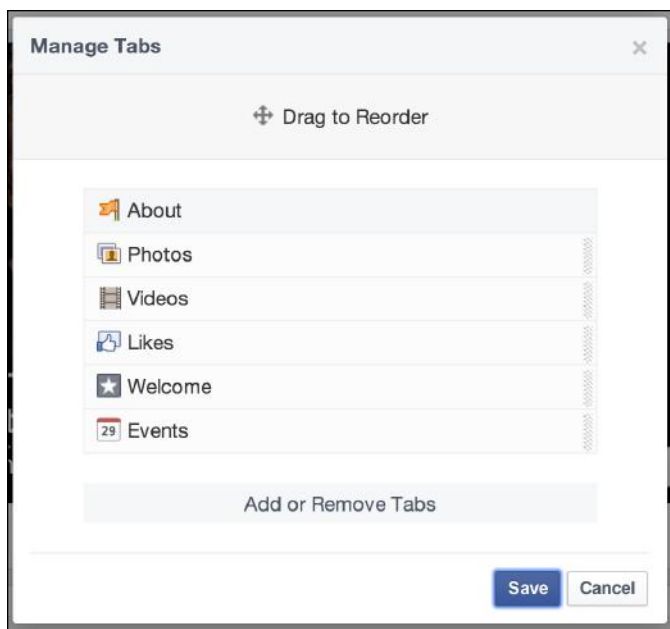 Manage Tabs
Drag to Reorder
About
Photos
Videos
Likes
Welcome
29 Events
Add or Remove Tabs
Save Cancel